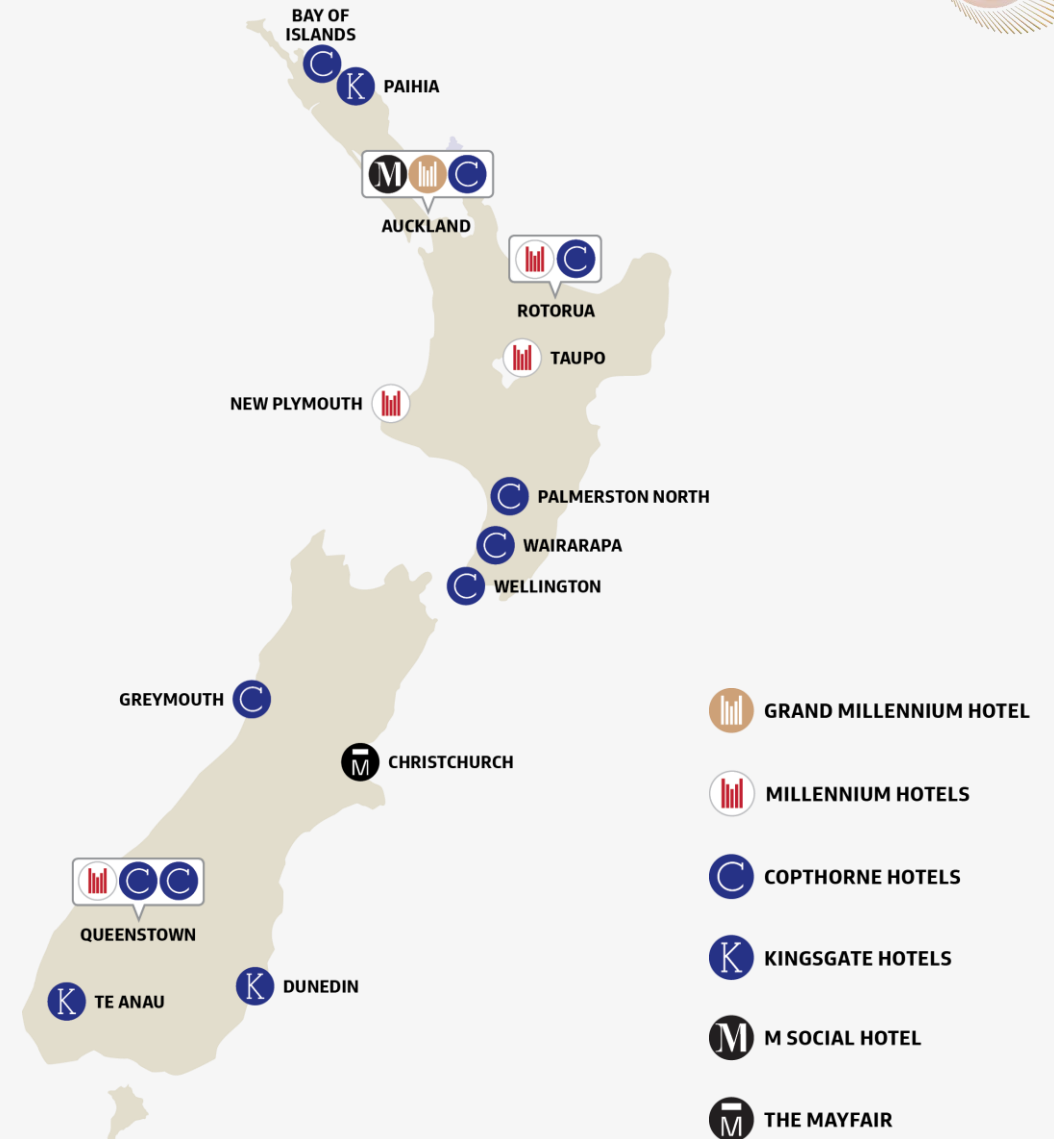 BAY OF
ISLANDS
C
K PAIHIA
M C
AUCKLAND
C
ROTORUA
TAUPO
NEW PLYMOUTH
C PALMERSTON NORTH
C WAIRARAPA
C WELLINGTON
GREYMOUTH C
M CHRISTCHURCH
C C
QUEENSTOWN
K TE ANAU
K DUNEDIN
GRAND MILLENNIUM HOTEL
MILLENNIUM HOTELS
C COPTHORNE HOTELS
K KINGSGATE HOTELS
M M SOCIAL HOTEL
M THE MAYFAIR